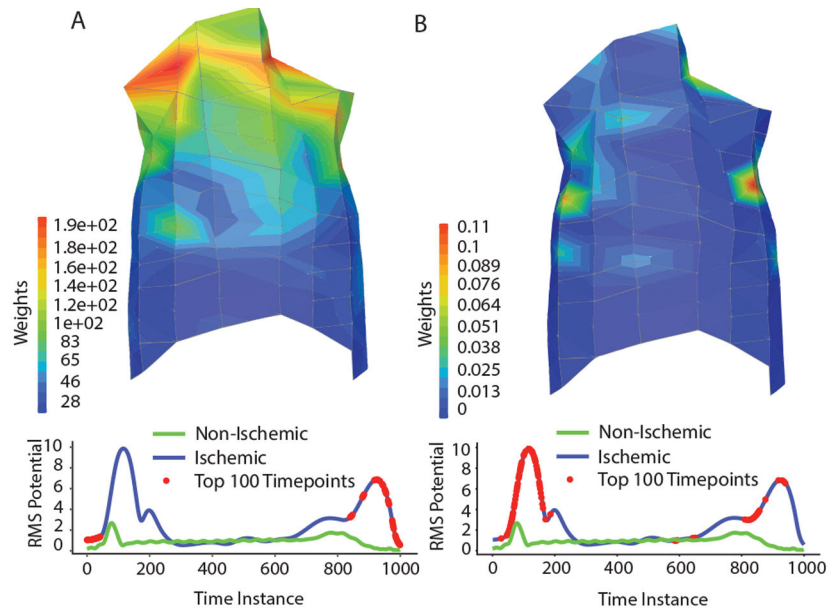 A
B
Weights
1.9e+02
1.8e+02
1.6e+02
1.4e+02
1.2e+02
1e+02
83
65
46
28
Weights
0.11
0.1
0.089
0.076
0.064
0.051
0.038
0.025
0.013
0
RMS Potential
10
8
6
4
2
0
Non-Ischemic
Ischemic
Top 100 Timepoints
0
200
400
600
800
1000
Time Instance
RMS Potential
10
8
6
4
2
0
Non-Ischemic
Ischemic
Top 100 Timepoints
0
200
400
600
800
1000
Time Instance